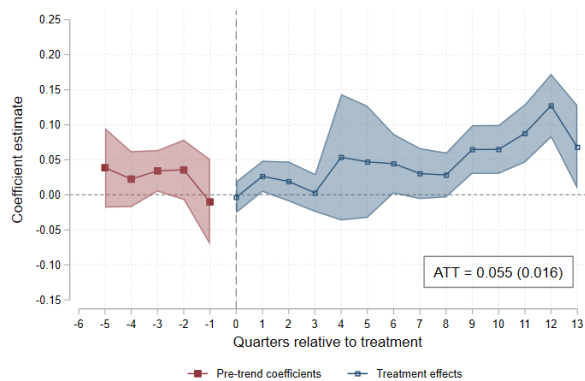 0.25
0.20
0.15
0.10
0.05
0.00
-0.05
-0.10
-0.15
Coefficient estimate
ATT = 0.055 (0.016)
-6 -5 -4 -3 -2 -1 0 1 2 3 4 5 6 7 8 9 10 11 12 13
Quarters relative to treatment
Pre-trend coefficients Treatment effects